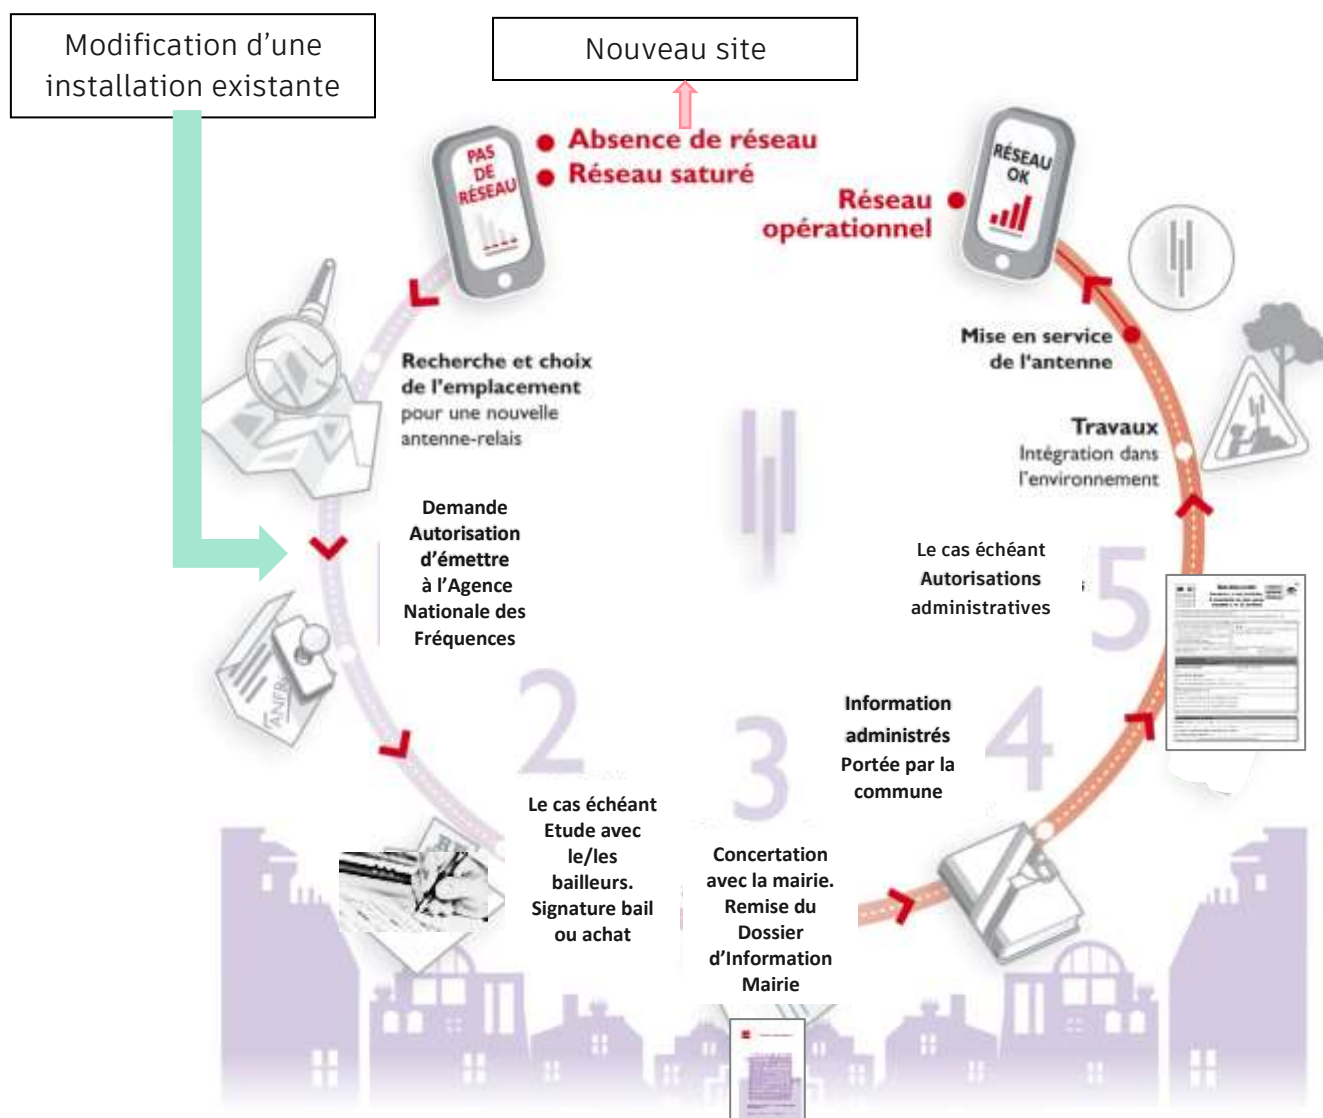 Modification d’une
installation existante
Nouveau site
PAS
DE
RÉSEAU
Absence de réseau
Réseau saturé
RÉSEAU
OK
Réseau
opérationnel
Mise en service
de l'antenne
Recherche et choix
de l'emplacement
pour une nouvelle
antenne-relais
Travaux
Intégration dans
l'environnement
Demande
Autorisation
d’émettre
à l’Agence
Nationale des
Fréquences
ANFR
Le cas échéant
Autorisations
administratives
5
2
3
4
Information
administrés
Portée par la
commune
Le cas échéant
Etude avec
le/les
bailleurs.
Signature bail
ou achat
Concertation
avec la mairie.
Remise du
Dossier
d’Information
Mairie